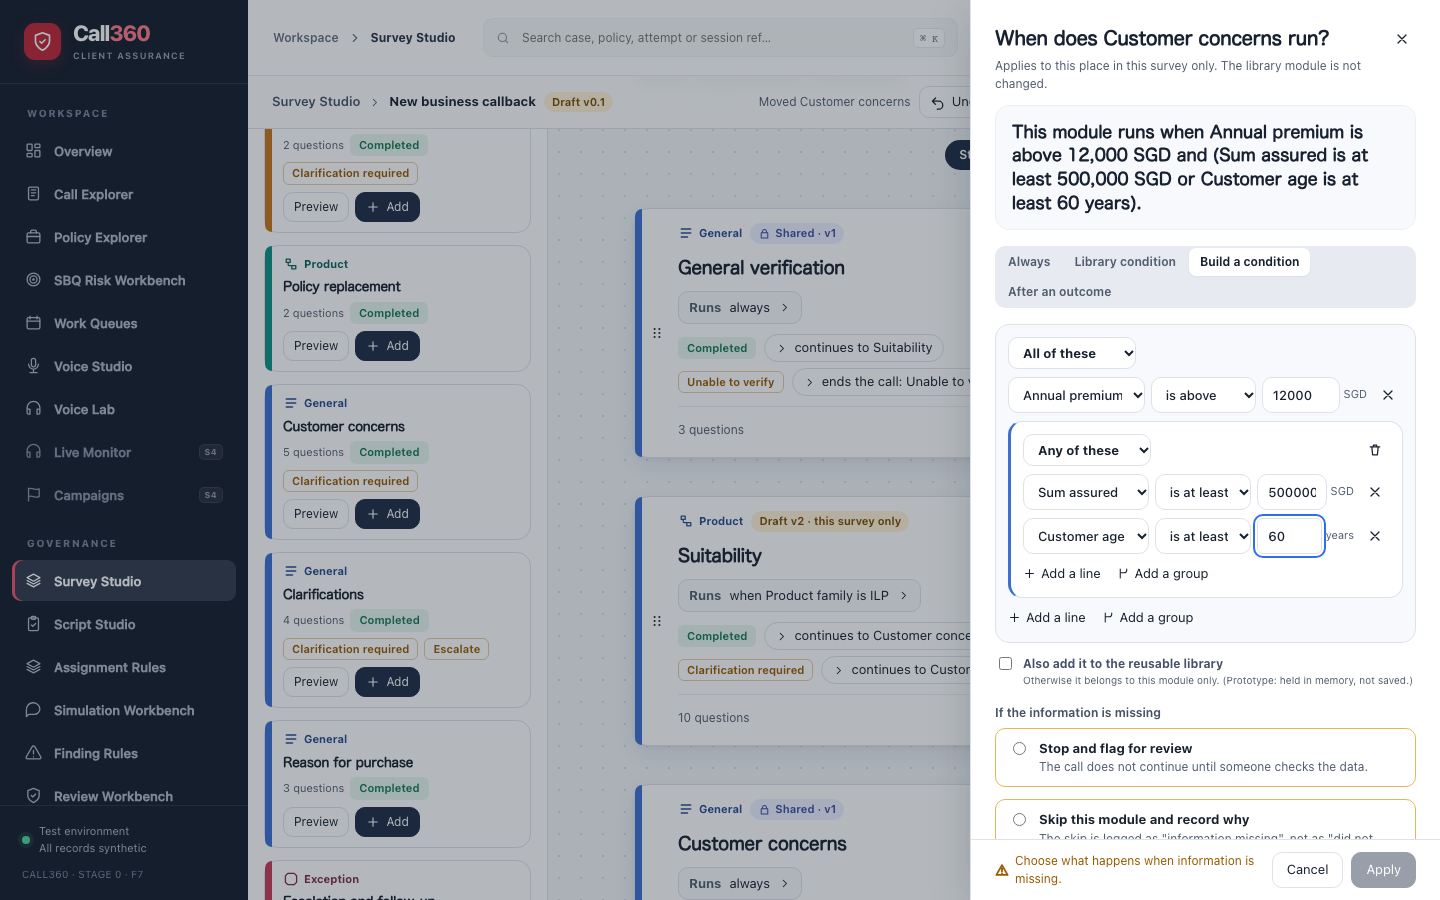 Call360
CLIENT ASSURANCE
WORKSPACE
Overview
Call Explorer
Policy Explorer
SBQ Risk Workbench
Work Queues
Voice Studio
Voice Lab
Live Monitor S4
Campaigns S4
GOVERNANCE
Survey Studio
Script Studio
Assignment Rules
Simulation Workbench
Finding Rules
Review Workbench
Test environment
All records synthetic
CALL360 · STAGE 0 · F7
Workspace > Survey Studio
Search case, policy, attempt or session ref... ⌘ K
Survey Studio > New business callback Draft v0.1
Moved Customer concerns
2 questions Completed
Clarification required
Preview + Add
Product
Policy replacement
2 questions Completed
Preview + Add
General
Customer concerns
5 questions Completed
Clarification required
Preview + Add
General
Clarifications
4 questions Completed
Clarification required Escalate
Preview + Add
General
Reason for purchase
3 questions Completed
Preview + Add
Exception
General Shared · v1
General verification
Runs always >
Completed > continues to Suitability
Unable to verify > ends the call: Unable to
3 questions
Product Draft v2 · this survey only
Suitability
Runs when Product family is ILP >
Completed > continues to Customer conce
Clarification required > continues to Custor
10 questions
General Shared · v1
Customer concerns
Runs always >
When does Customer concerns run?
Applies to this place in this survey only. The library module is not
changed.
This module runs when Annual premium is
above 12,000 SGD and (Sum assured is at
least 500,000 SGD or Customer age is at
least 60 years).
Always Library condition Build a condition
After an outcome
All of these
Annual premium is above 12000 SGD
Any of these
Sum assured is at least 500000 SGD
Customer age is at least 60 years
+ Add a line Add a group
+ Add a line Add a group
Also add it to the reusable library
Otherwise it belongs to this module only. (Prototype: held in memory, not saved.)
If the information is missing
Stop and flag for review
The call does not continue until someone checks the data.
Skip this module and record why
The skip is logged as "information missing", not as "did not
Choose what happens when information is
missing.
Cancel Apply